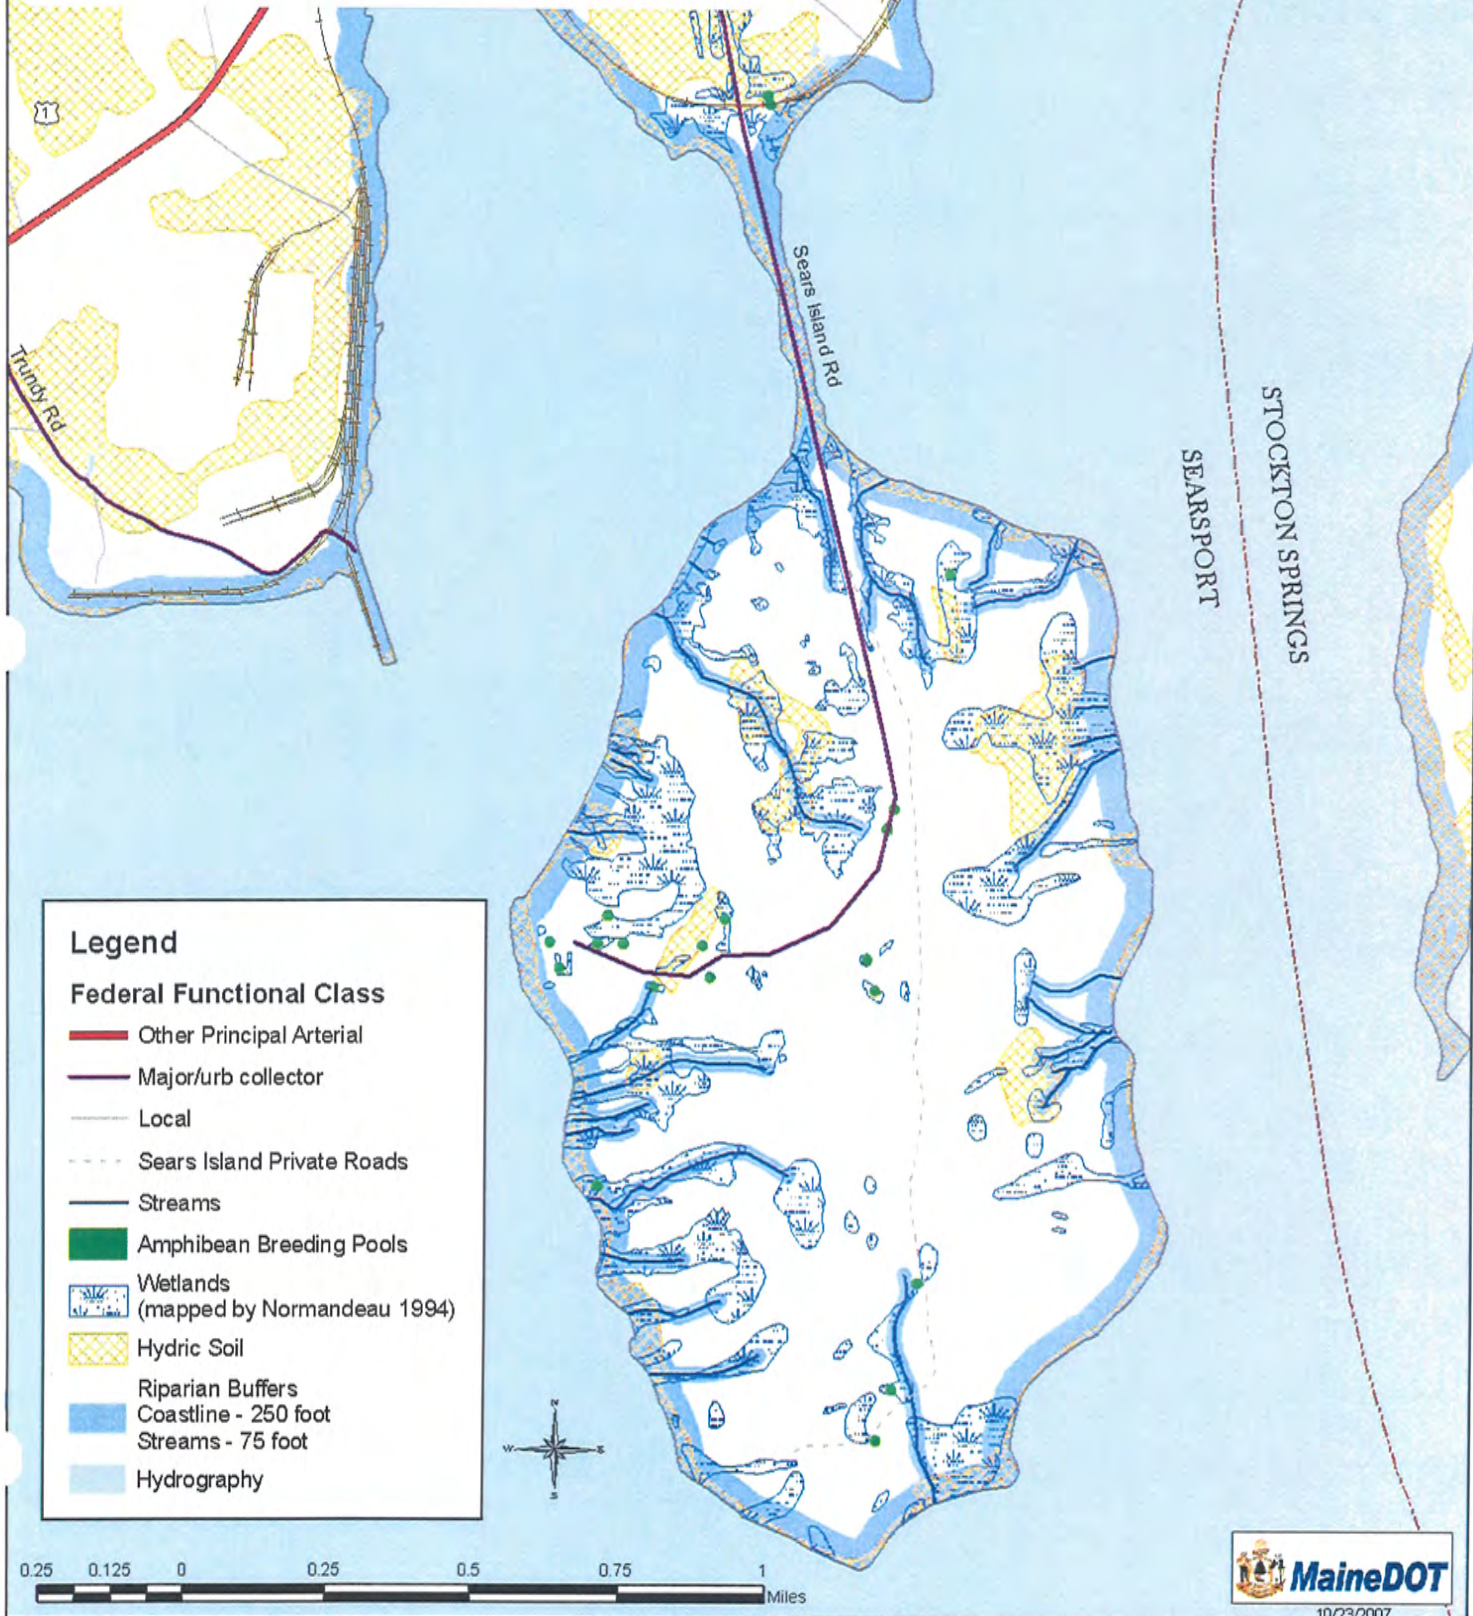 1
Sears Island Rd
Trundy Rd
STOCKTON SPRINGS
SEARSPORT
Legend
Federal Functional Class
Other Principal Arterial
Major/urb collector
Local
Sears Island Private Roads
Streams
Amphibean Breeding Pools
Wetlands
(mapped by Normandeau 1994)
Hydric Soil
Riparian Buffers
Coastline - 250 foot
Streams - 75 foot
Hydrography
N
W E
S
0.25 0.125 0 0.25 0.5 0.75 1
Miles
MaineDOT
10/23/2007